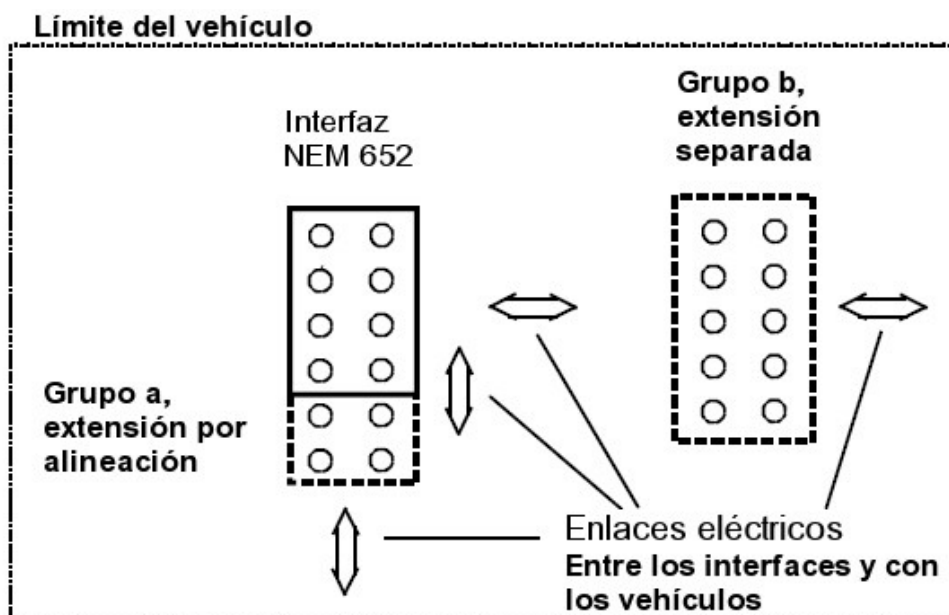 Límite del vehículo
Interfaz
NEM 652
Grupo b,
extensión
separada
Grupo a,
extensión por
alineación
Enlaces eléctricos
Entre los interfaces y con
los vehículos